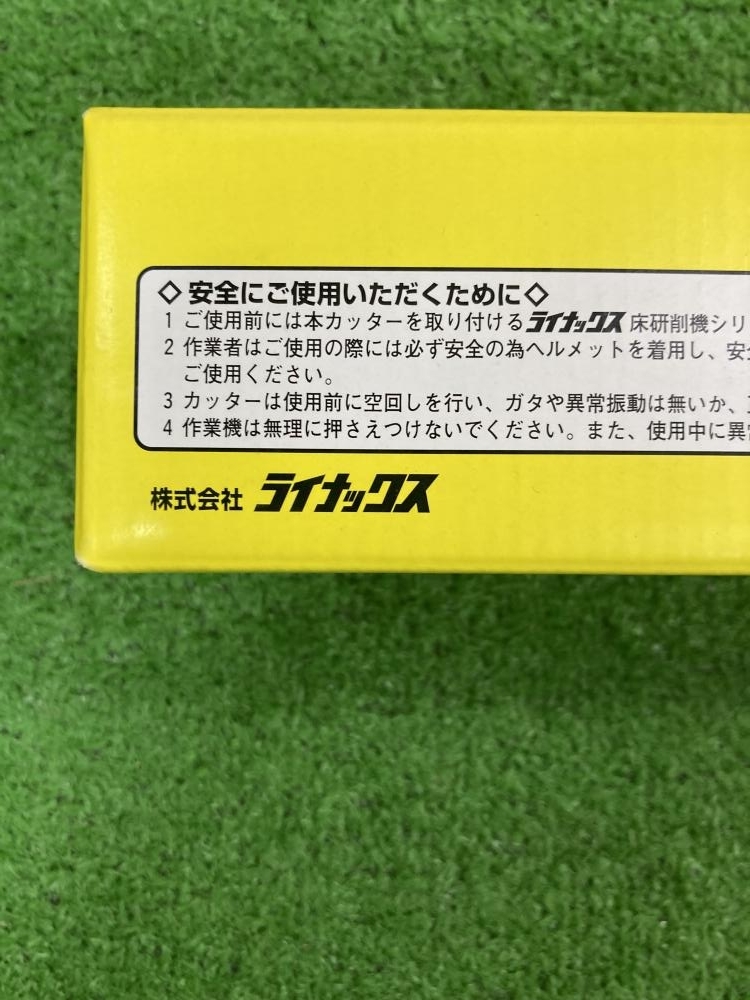 ◇ 安全にご使用いただくために◇
1 ご使用前には本カッターを取り付けるライナックス床研削機シリ
2 作業者はご使用の際には必ず安全の為ヘルメットを着用し、安全
ご使用ください。
3 カッターは使用前に空回しを行い、ガタや異常振動は無いか、
4 作業機は無理に押さえつけないでください。また、使用中に異常
株式会社 ライナックス